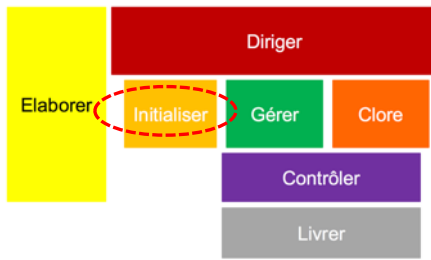 Diriger
Elaborer
Initialiser
Gérer
Clore
Contrôler
Livrer